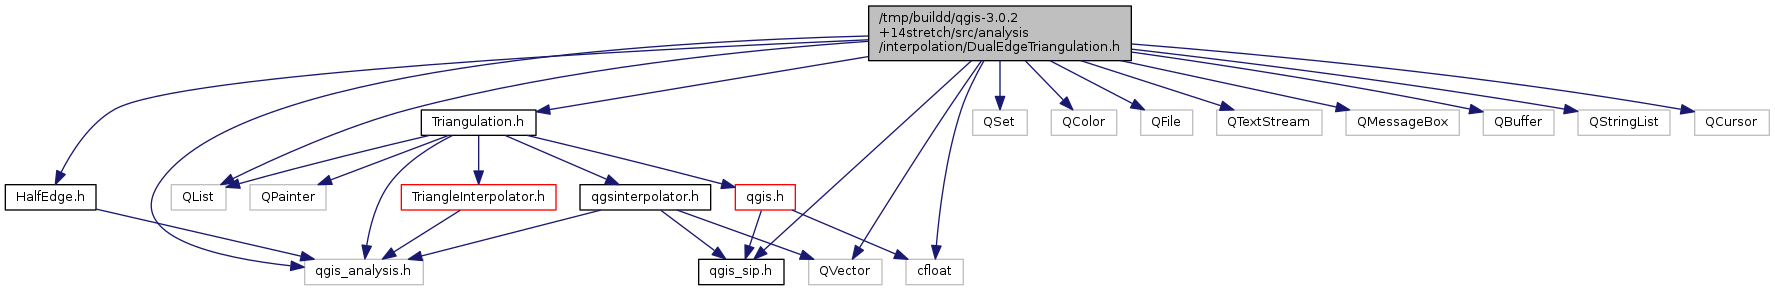 /tmp/buildd/qgis-3.0.2
+14stretch/src/analysis
/interpolation/DualEdgeTriangulation.h
Triangulation.h
QSet
QColor
QFile
QTextStream
QMessageBox
QBuffer
QStringList
QCursor
HalfEdge.h
QList
QPainter
TriangleInterpolator.h
qgsinterpolator.h
qgis.h
qgis_analysis.h
qgis_sip.h
QVector
cfloat